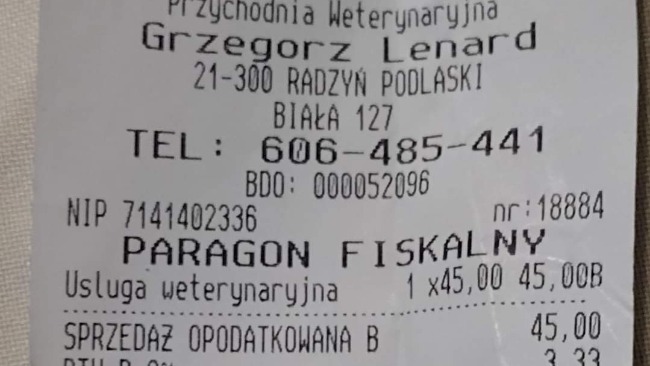 Przychodnia Weterynaryjna
Grzegorz Lenard
21-300 RADZYŃ PODLASKI
BIAŁA 127
TEL: 606-485-441
BDO: 000052096
NIP 7141402336 nr:18884
PARAGON FISKALNY
Usluga weterynaryjna 1 x45,00 45,00B
SPRZEDAŻ OPODATKOWANA B 45,00
3,33